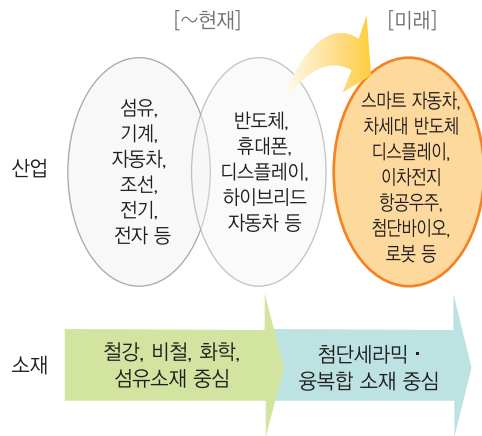 [~현재]
[미래]
산업
섬유,
기계,
자동차,
조선,
전기,
전자 등
반도체,
휴대폰,
디스플레이,
하이브리드
자동차 등
스마트 자동차,
차세대 반도체
디스플레이,
이차전지
항공우주,
첨단바이오,
로봇 등
소재
철강, 비철, 화학,
섬유소재 중심
첨단세라믹·
융복합 소재 중심